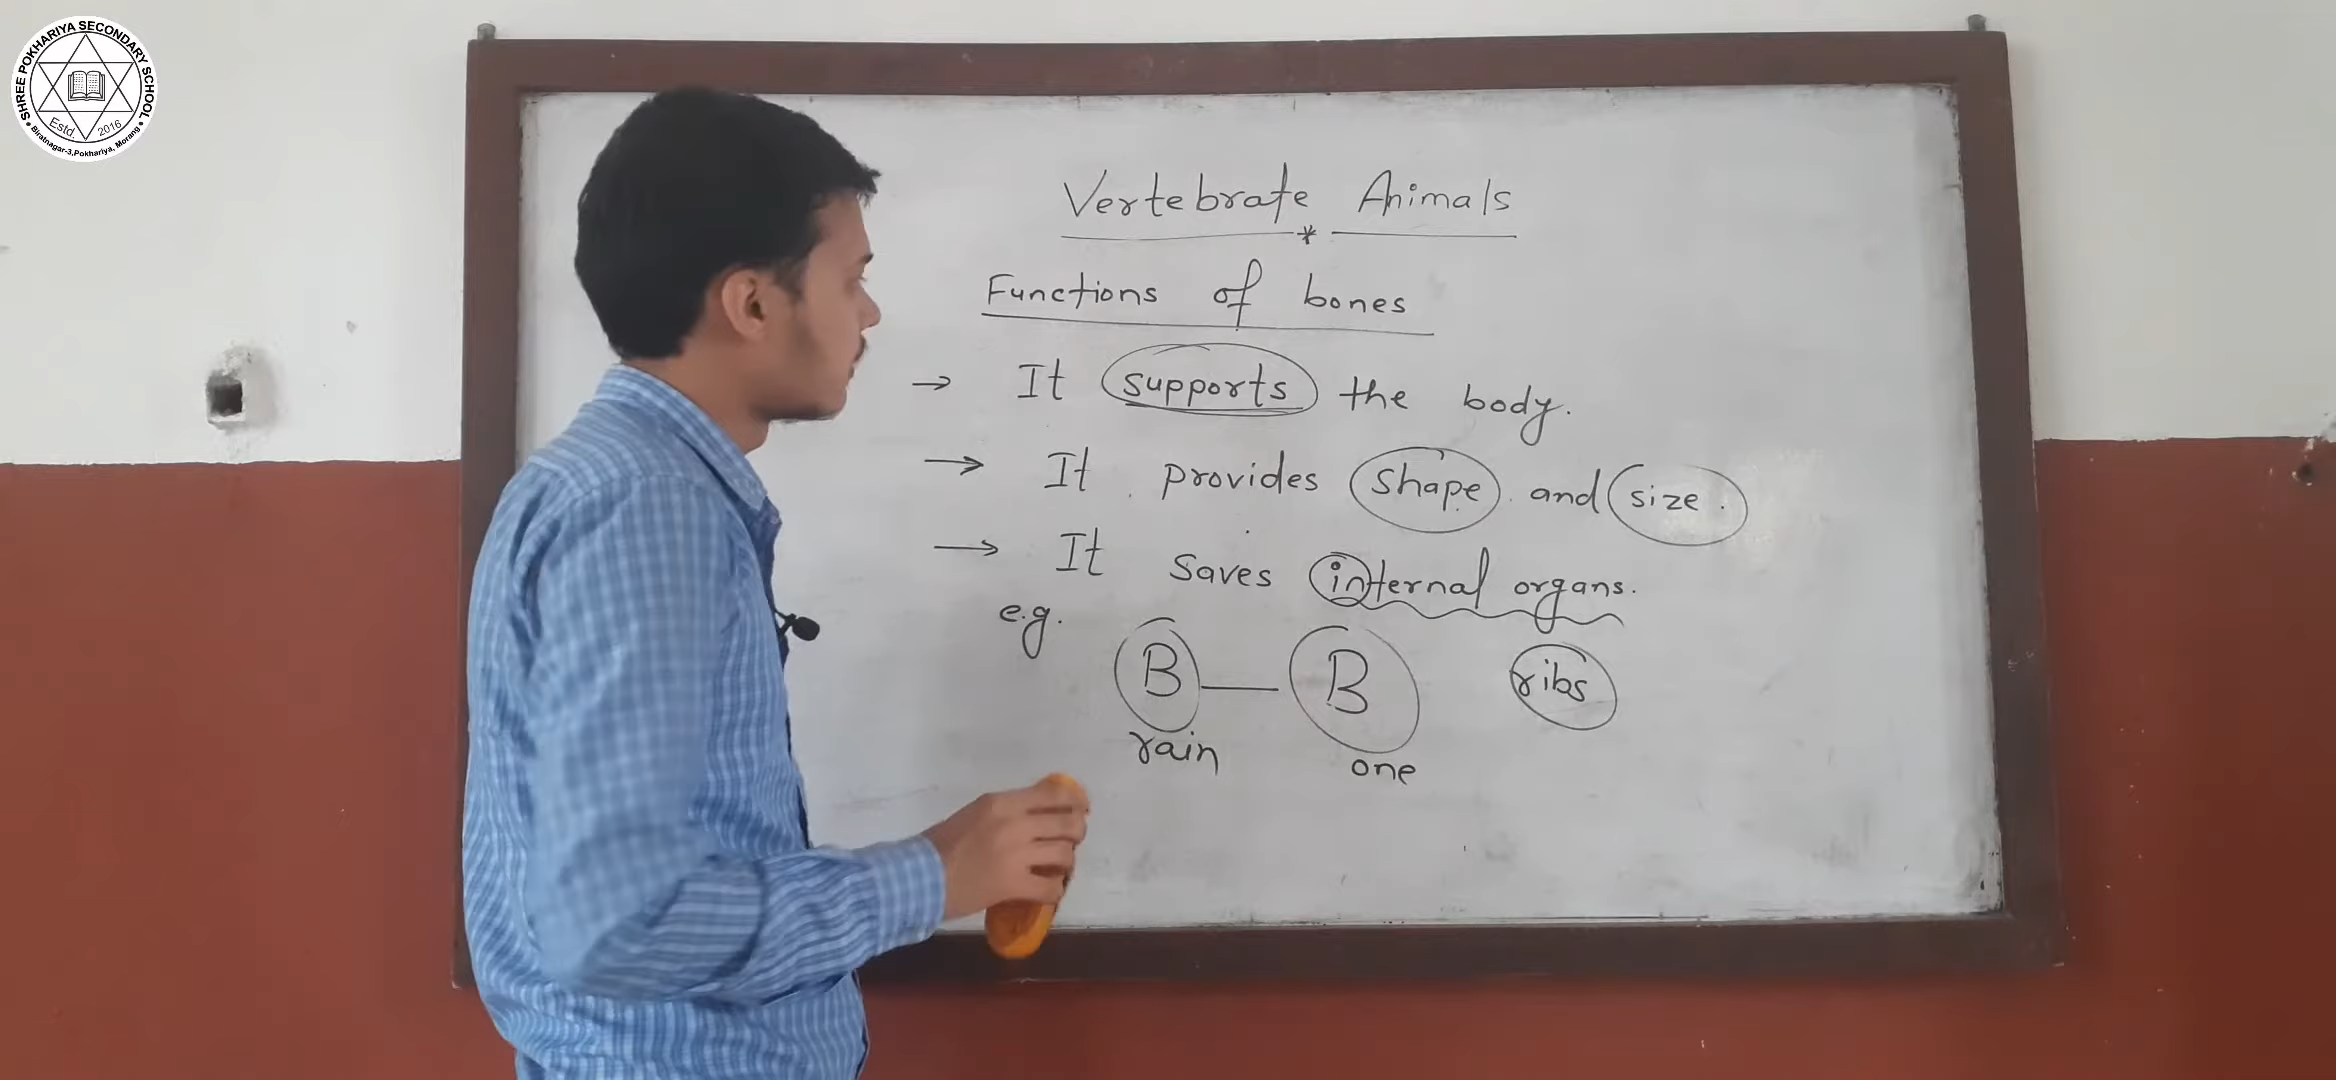 SHREE POKHARIYA SECONDARY SCHOOL
Estd. 2016
Biratnagar-3,Pokhariya, Morang
Vertebrate Animals
*
Functions of bones
→ It supports the body.
→ It provides shape and size.
→ It saves internal organs.
e.g.
B — B ribs
rain one